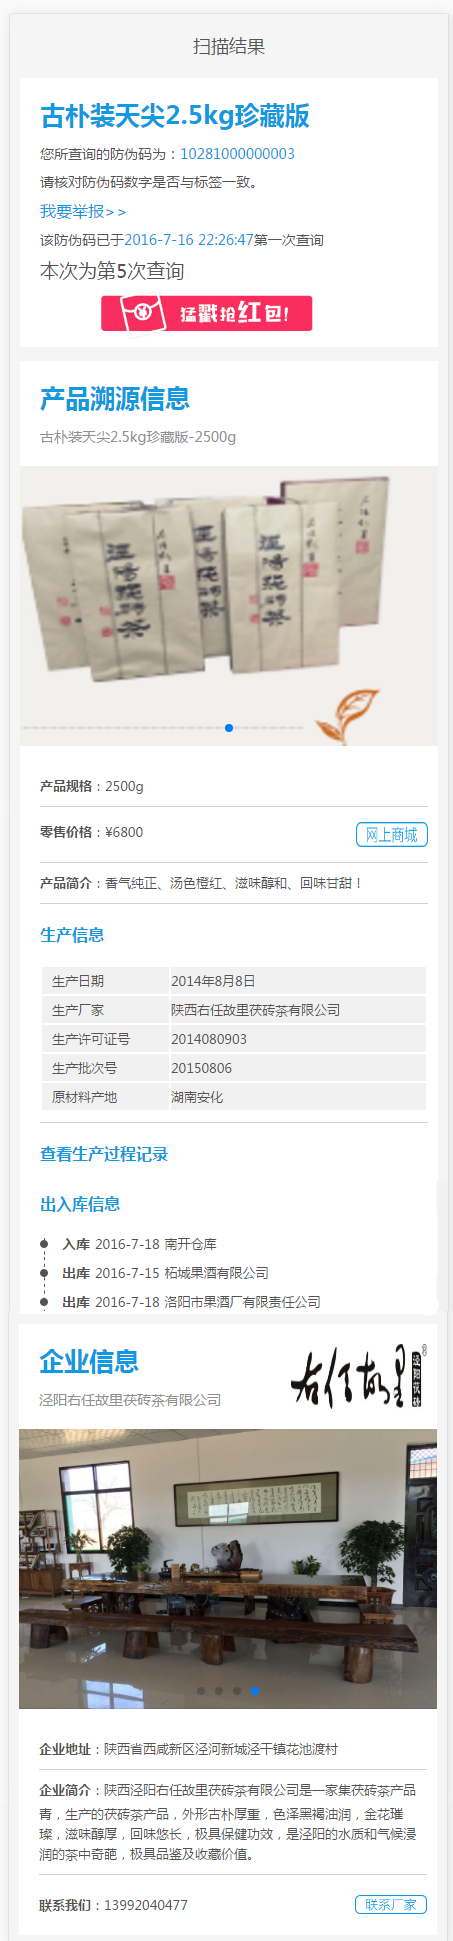 扫描结果
古朴装天尖2.5kg珍藏版
您所查询的防伪码为：10281000000003
请核对防伪码数字是否与标签一致。
我要举报>>
该防伪码已于2016-7-16 22:26:47第一次查询
本次为第5次查询
猛戳抢红包!
产品溯源信息
古朴装天尖2.5kg珍藏版-2500g
泾阳茯砖茶
泾阳茯砖茶
产品规格：2500g
零售价格：¥6800
网上商城
产品简介：香气纯正、汤色橙红、滋味醇和、回味甘甜！
生产信息
生产日期 2014年8月8日
生产厂家 陕西右任故里茯砖茶有限公司
生产许可证号 2014080903
生产批次号 20150806
原材料产地 湖南安化
查看生产过程记录
出入库信息
入库 2016-7-18 南开仓库
出库 2016-7-15 柘城果酒有限公司
出库 2016-7-18 洛阳市果酒厂有限责任公司
企业信息
右任故里
泾阳茯砖
泾阳右任故里茯砖茶有限公司
企业地址：陕西省西咸新区泾河新城泾干镇花池渡村
企业简介：陕西泾阳右任故里茯砖茶有限公司是一家集茯砖茶产品
青，生产的茯砖茶产品，外形古朴厚重，色泽黑褐油润，金花璀
璨，滋味醇厚，回味悠长，极具保健功效，是泾阳的水质和气候浸
润的茶中奇葩，极具品鉴及收藏价值。
联系我们：13992040477
联系厂家